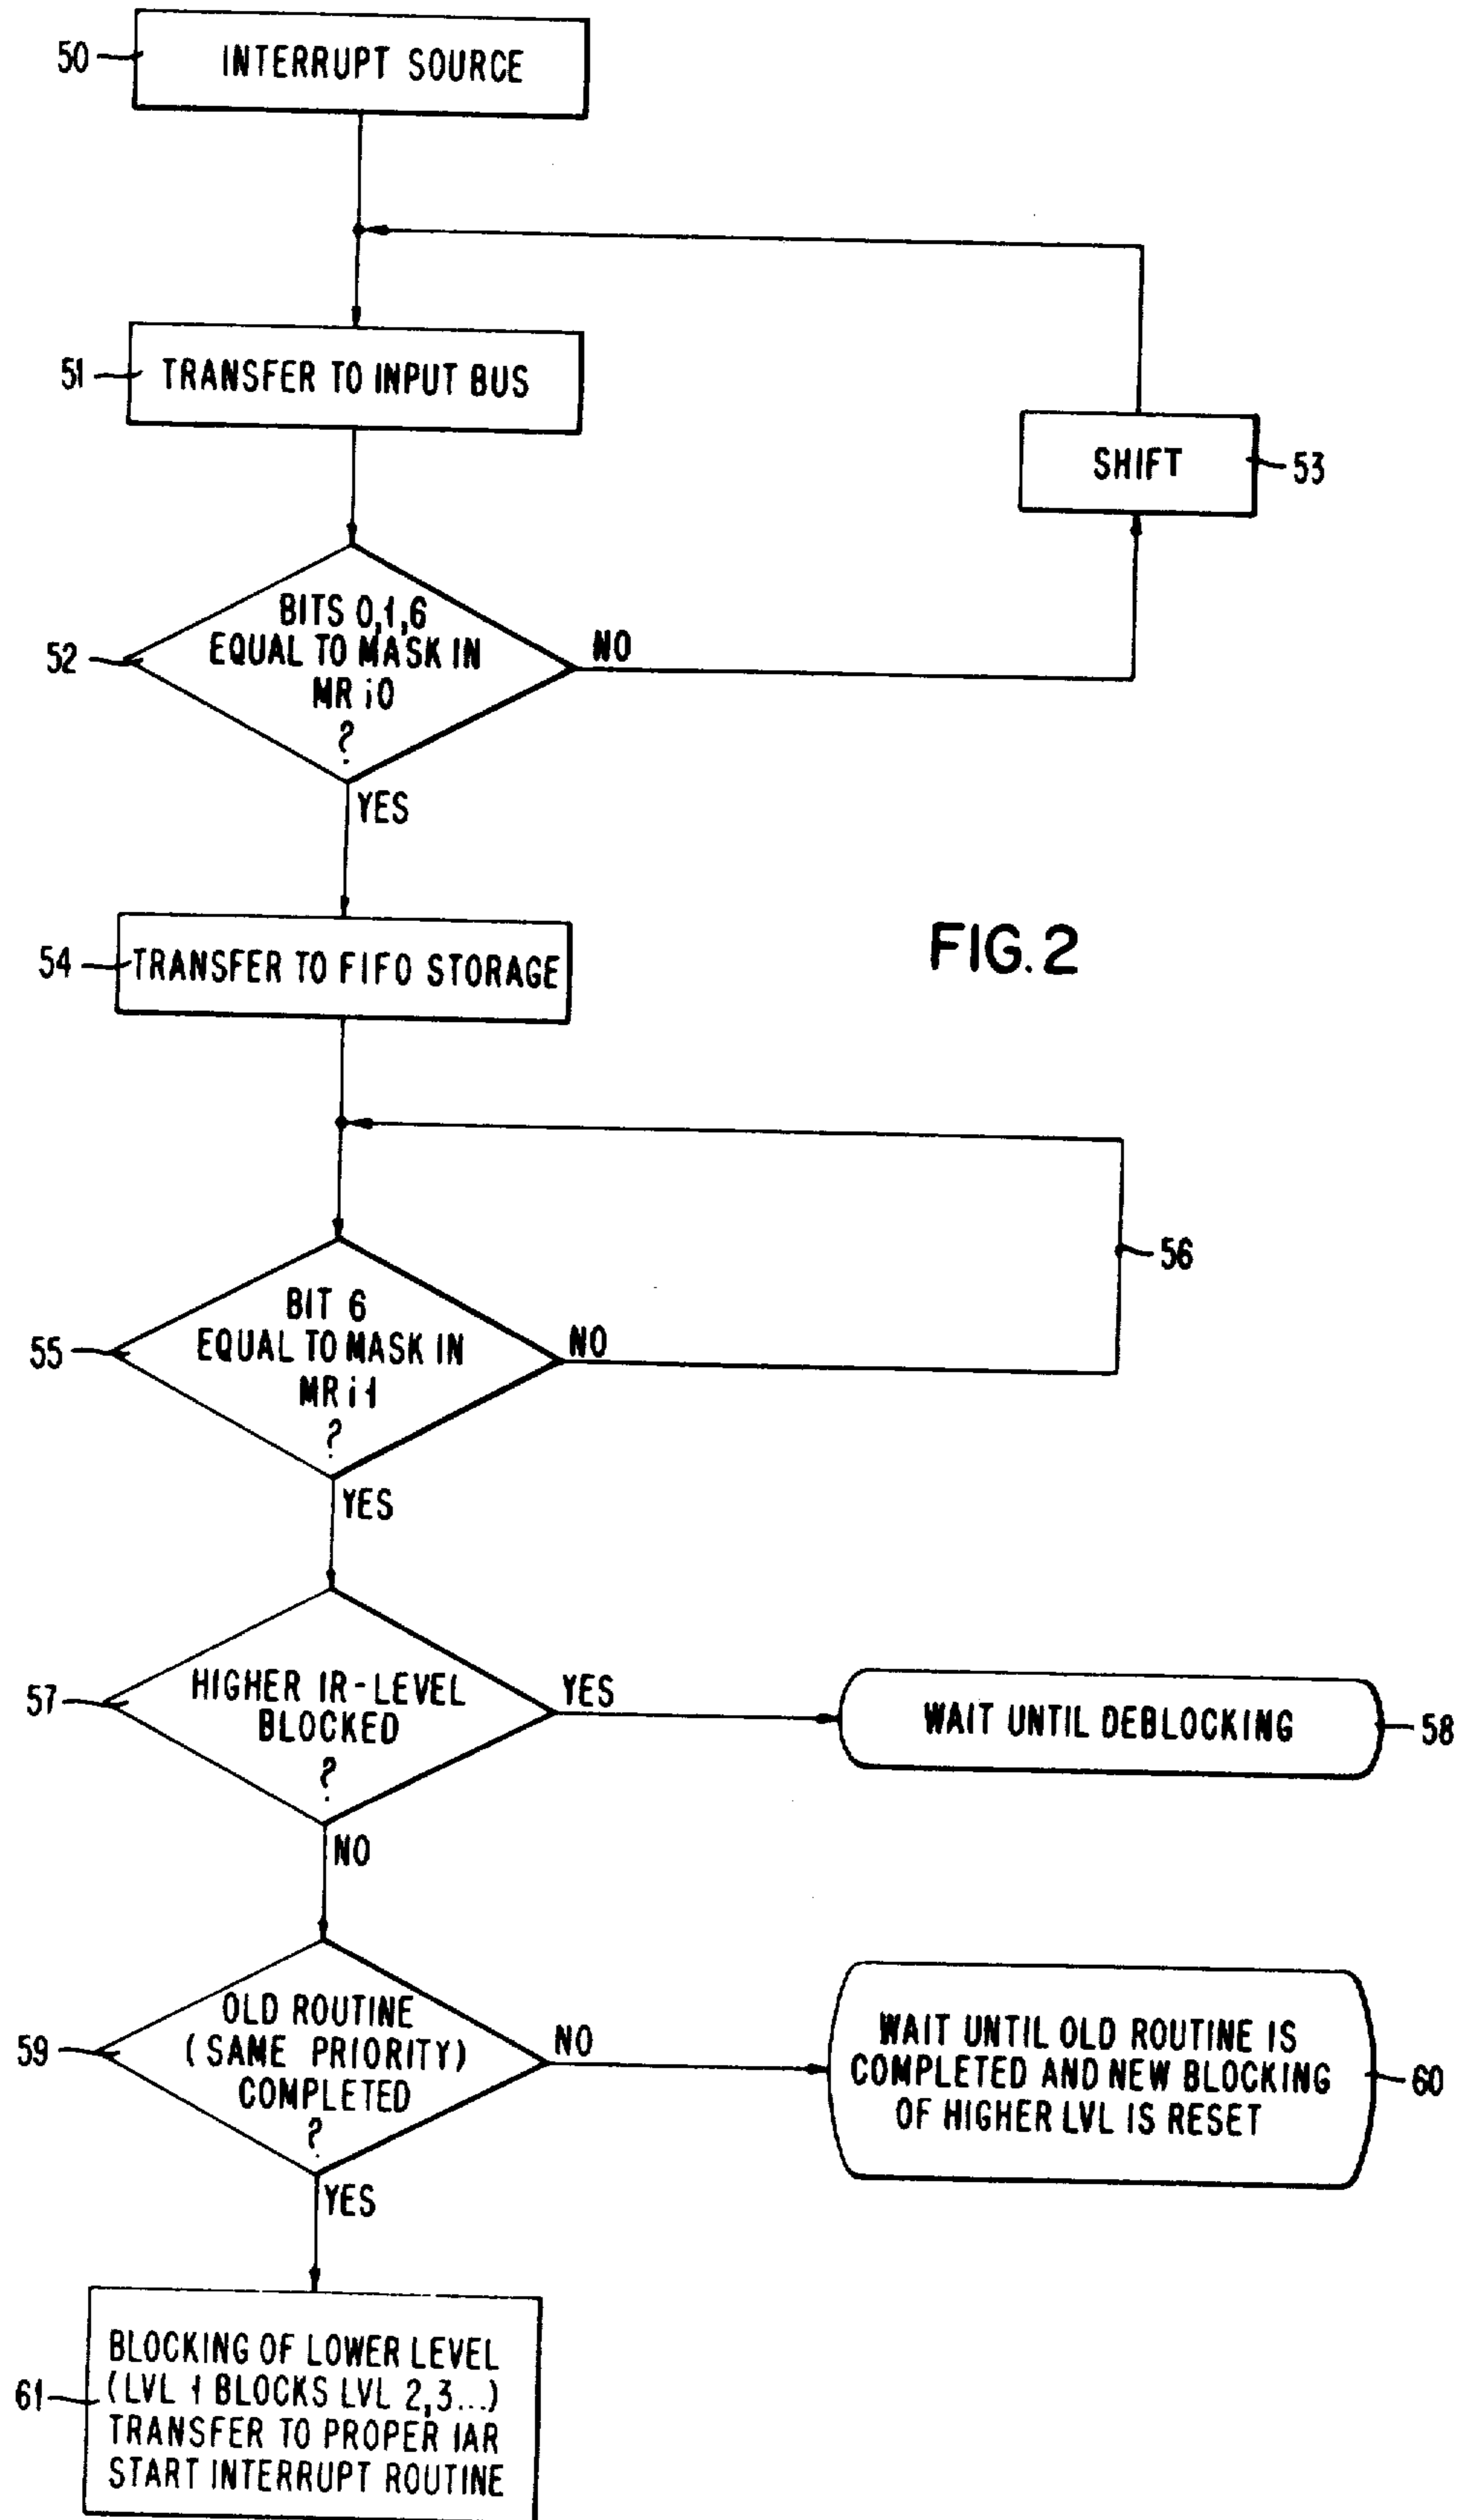 50
INTERRUPT SOURCE
51
TRANSFER TO INPUT BUS
SHIFT
53
52
BITS 0,1,6
EQUAL TO MASK IN
MR i0
?
NO
YES
54
TRANSFER TO FIFO STORAGE
FIG.2
56
55
BIT 6
EQUAL TO MASK IN
MR i1
?
NO
YES
57
HIGHER IR-LEVEL
BLOCKED
?
YES
WAIT UNTIL DEBLOCKING
58
NO
59
OLD ROUTINE
(SAME PRIORITY)
COMPLETED
?
NO
WAIT UNTIL OLD ROUTINE IS
COMPLETED AND NEW BLOCKING
OF HIGHER LVL IS RESET
60
YES
61
BLOCKING OF LOWER LEVEL
(LVL 1 BLOCKS LVL 2,3...)
TRANSFER TO PROPER IAR
START INTERRUPT ROUTINE